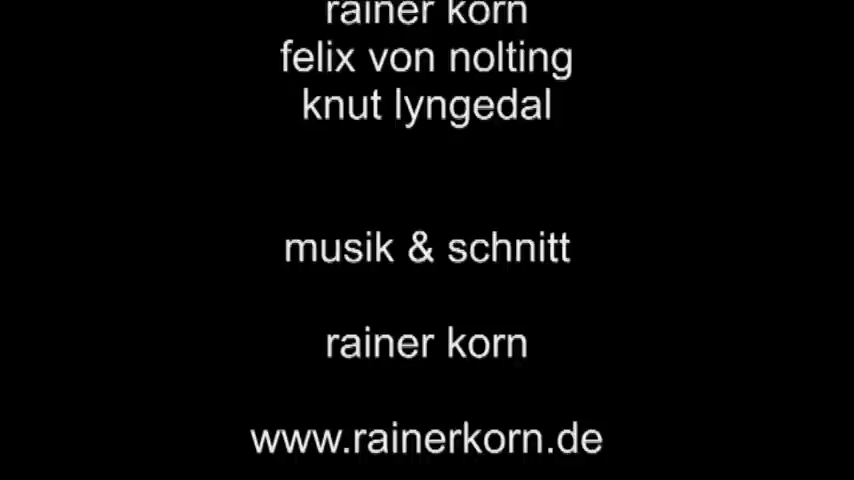 rainer korn
felix von nolting
knut lyngedal
musik & schnitt
rainer korn
www.rainerkorn.de